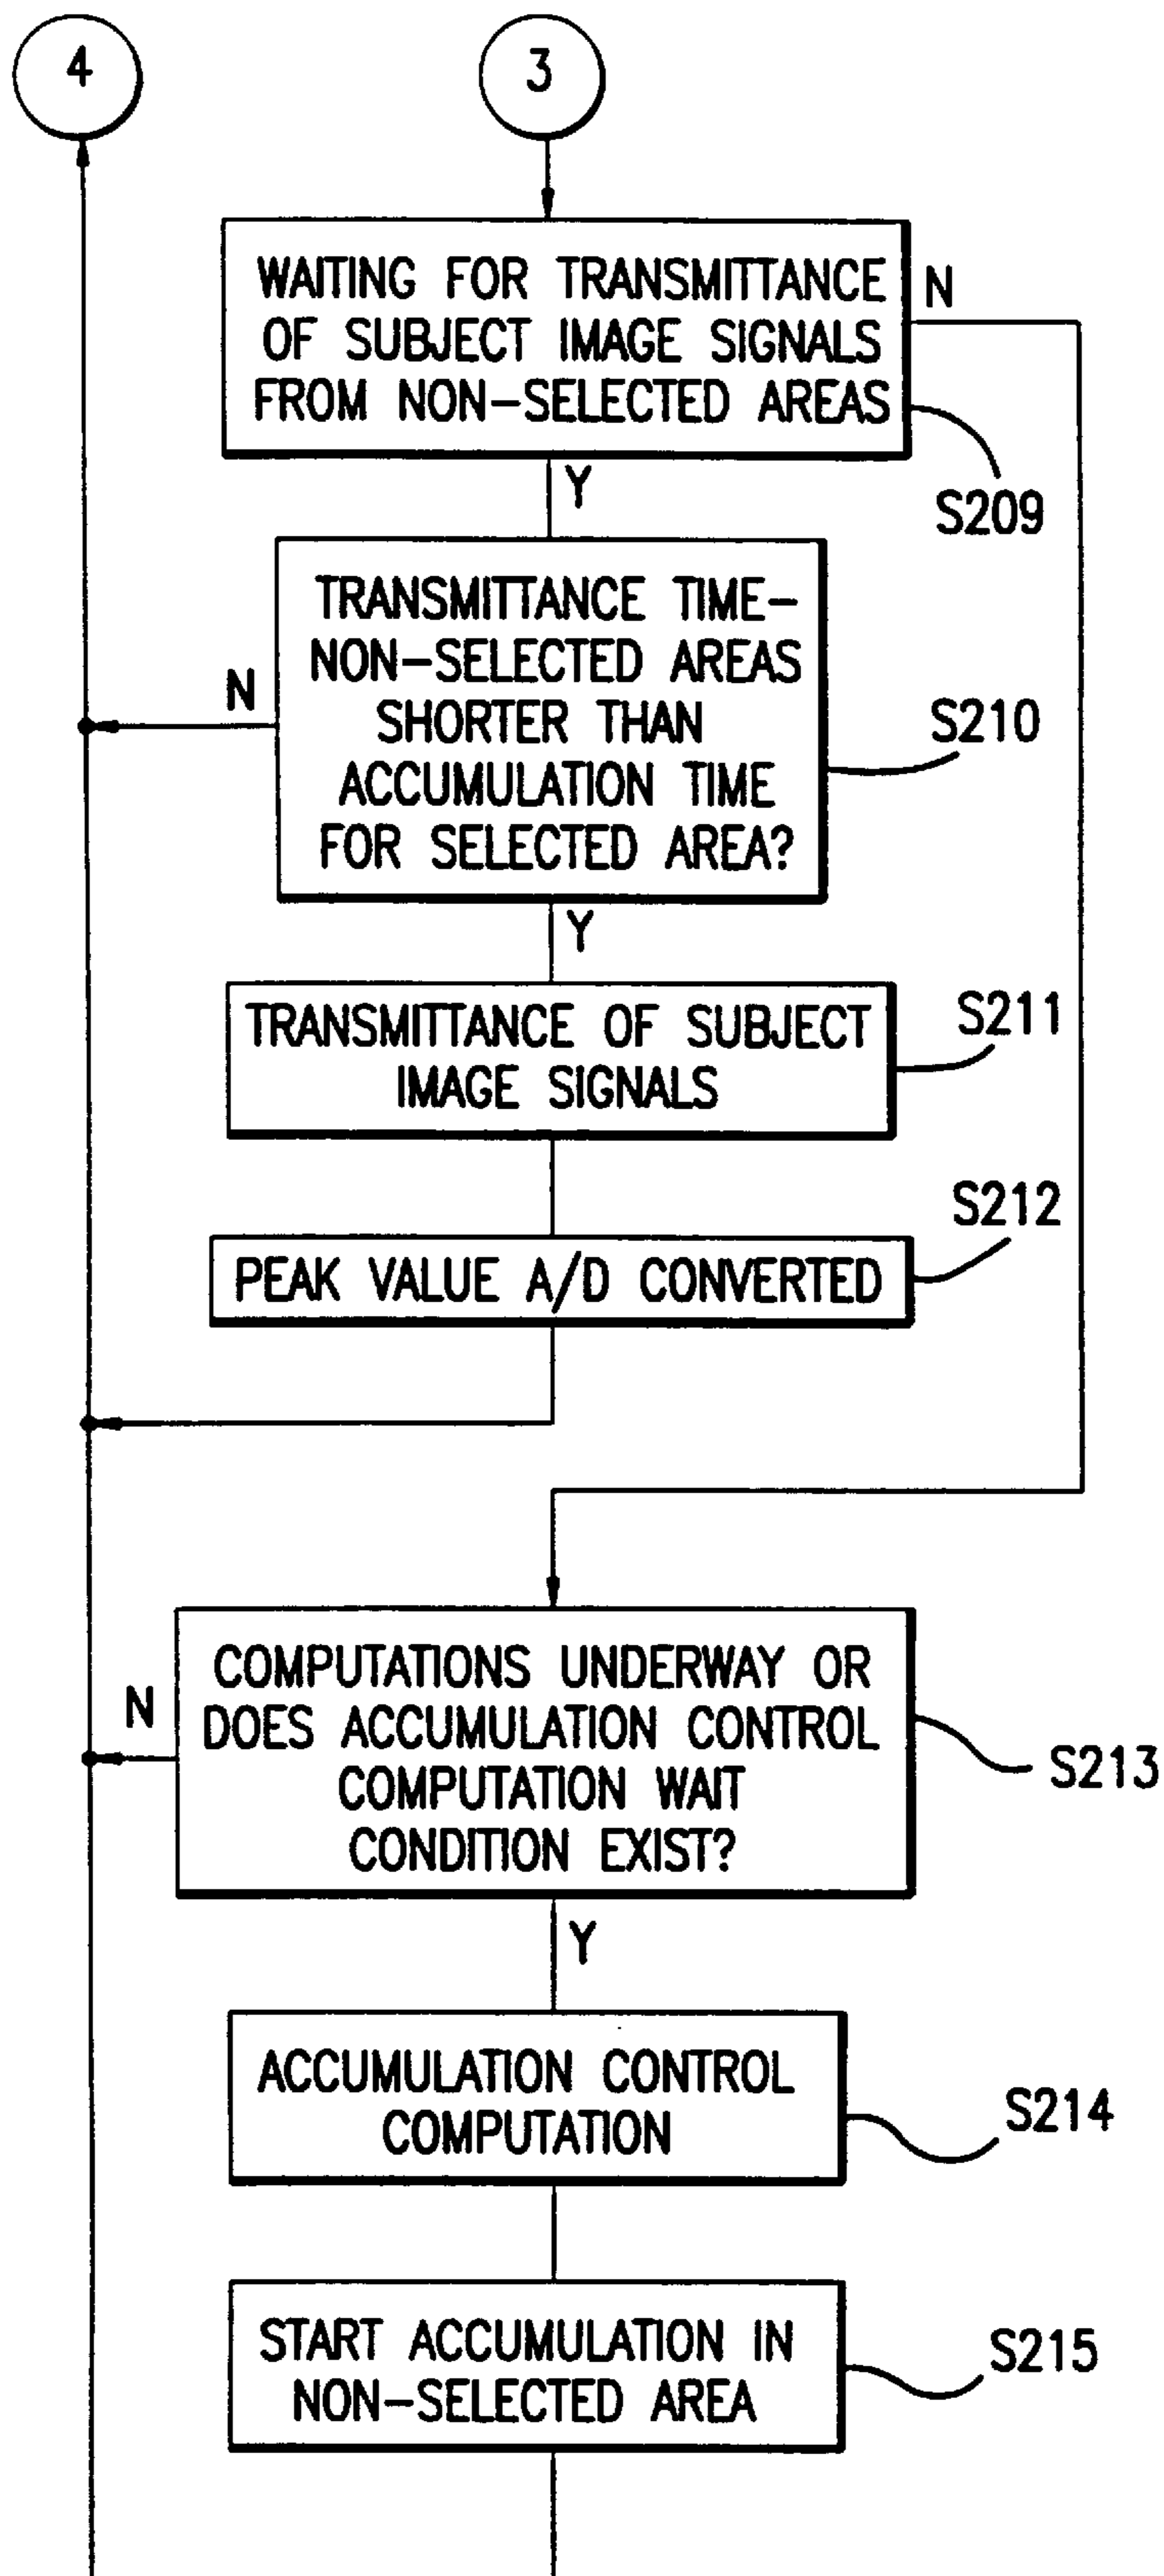 4
3
WAITING FOR TRANSMITTANCE
OF SUBJECT IMAGE SIGNALS
FROM NON-SELECTED AREAS
N
S209
Y
TRANSMITTANCE TIME-
NON-SELECTED AREAS
SHORTER THAN
ACCUMULATION TIME
FOR SELECTED AREA?
N
S210
Y
TRANSMITTANCE OF SUBJECT
IMAGE SIGNALS
S211
PEAK VALUE A/D CONVERTED
S212
COMPUTATIONS UNDERWAY OR
DOES ACCUMULATION CONTROL
COMPUTATION WAIT
CONDITION EXIST?
N
S213
Y
ACCUMULATION CONTROL
COMPUTATION
S214
START ACCUMULATION IN
NON-SELECTED AREA
S215